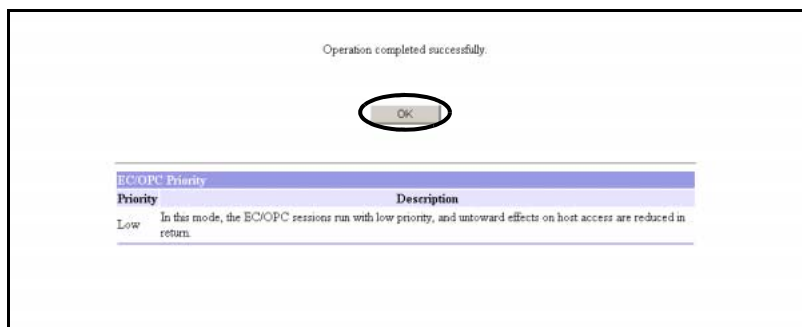 Operation completed successfully.
OK
EC/OPC Priority
Priority Description
Low In this mode, the EC/OPC sessions run with low priority, and untoward effects on host access are reduced in
return.